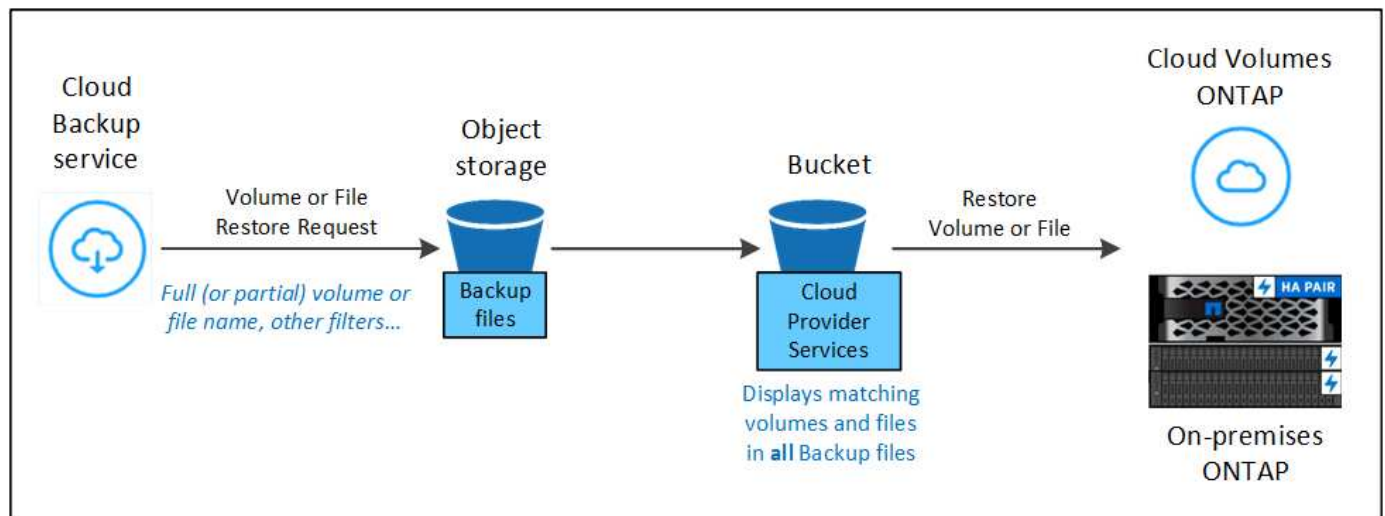 Cloud
Backup
service
Volume or File
Restore Request
Full (or partial) volume or
file name, other filters...
Object
storage
Backup
files
Bucket
Cloud
Provider
Services
Displays matching
volumes and files
in all Backup files
Restore
Volume or File
Cloud Volumes
ONTAP
HA PAIR
On-premises
ONTAP